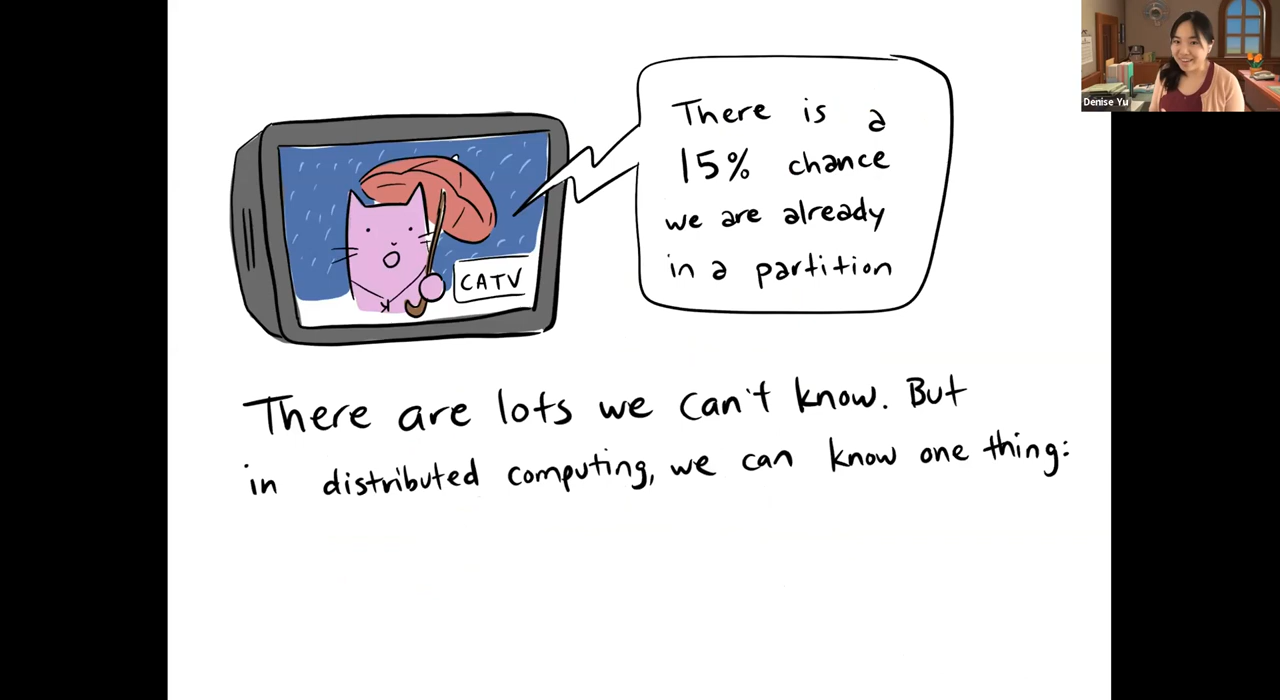 There is a
15% chance
we are already
in a partition
CATV
There are lots we can't know. But
in distributed computing, we can know one thing:
Denise Yu